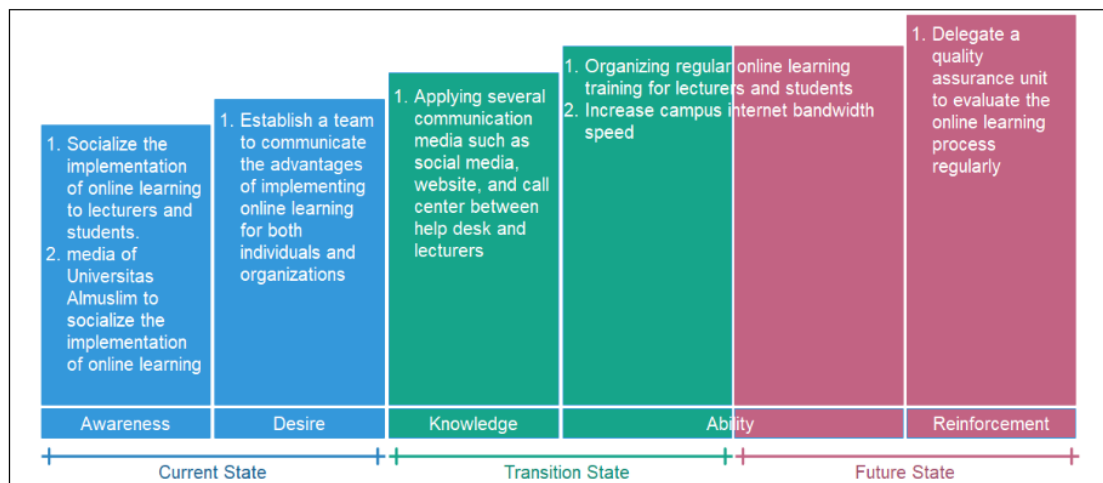 1. Socialize the
implementation
of online learning
to lecturers and
students.
2. media of
Universitas
Almuslim to
socialize the
implementation
of online learning
1. Establish a team
to communicate
the advantages
of implementing
online learning
for both
individuals and
organizations
1. Applying several
communication
media such as
social media,
website, and call
center between
help desk and
lecturers
1. Organizing regular online learning
training for lecturers and students
2. Increase campus internet bandwidth
speed
1. Delegate a
quality
assurance unit
to evaluate the
online learning
process
regularly
Awareness
Desire
Knowledge
Ability
Reinforcement
Current State
Transition State
Future State